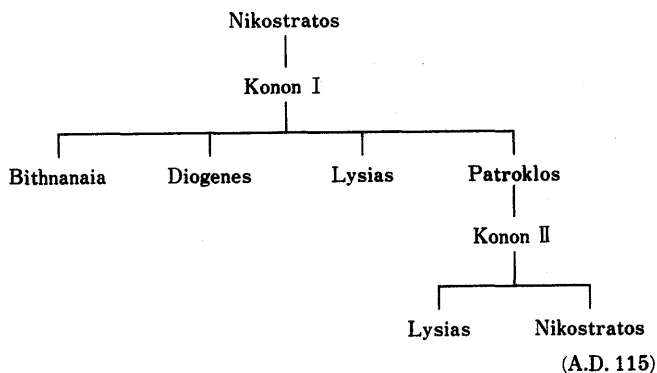 Nikostratos
Konon I
Bithnanaia Diogenes Lysias Patroklos
Konon II
Lysias Nikostratos
(A.D. 115)